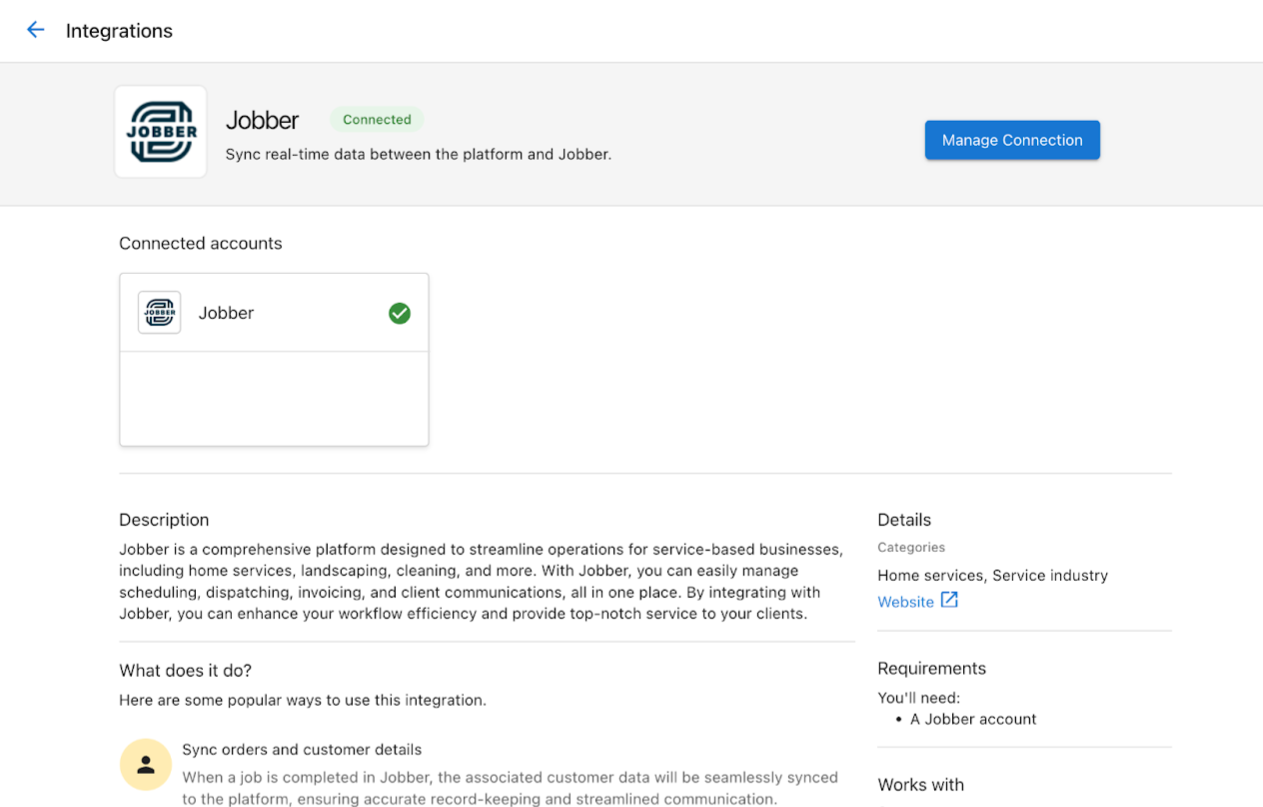 Integrations
JOBBER
Jobber Connected
Sync real-time data between the platform and Jobber.
Manage Connection
Connected accounts
JOBBER
Jobber
Description
Jobber is a comprehensive platform designed to streamline operations for service-based businesses,
including home services, landscaping, cleaning, and more. With Jobber, you can easily manage
scheduling, dispatching, invoicing, and client communications, all in one place. By integrating with
Jobber, you can enhance your workflow efficiency and provide top-notch service to your clients.
What does it do?
Here are some popular ways to use this integration.
Sync orders and customer details
When a job is completed in Jobber, the associated customer data will be seamlessly synced
to the platform, ensuring accurate record-keeping and streamlined communication.
Details
Categories
Home services, Service industry
Website
Requirements
You'll need:
• A Jobber account
Works with